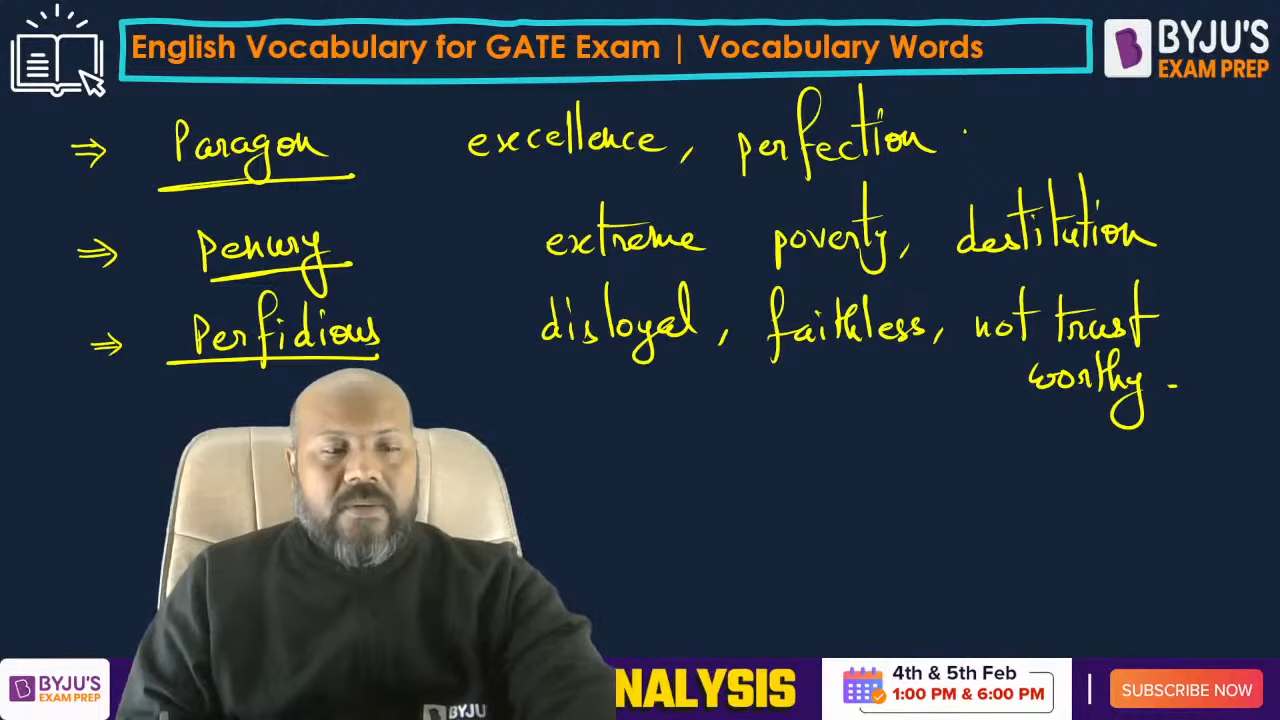 English Vocabulary for GATE Exam | Vocabulary Words
BYJU'S
EXAM PREP
⇒ Paragon excellence, perfection.
⇒ Penury extreme poverty, destitution
⇒ Perfidious disloyal, faithless, not trust
worthy.
BYJU'S
EXAM PREP
BYJU'S
NALYSIS
4th & 5th Feb
1:00 PM & 6:00 PM
SUBSCRIBE NOW